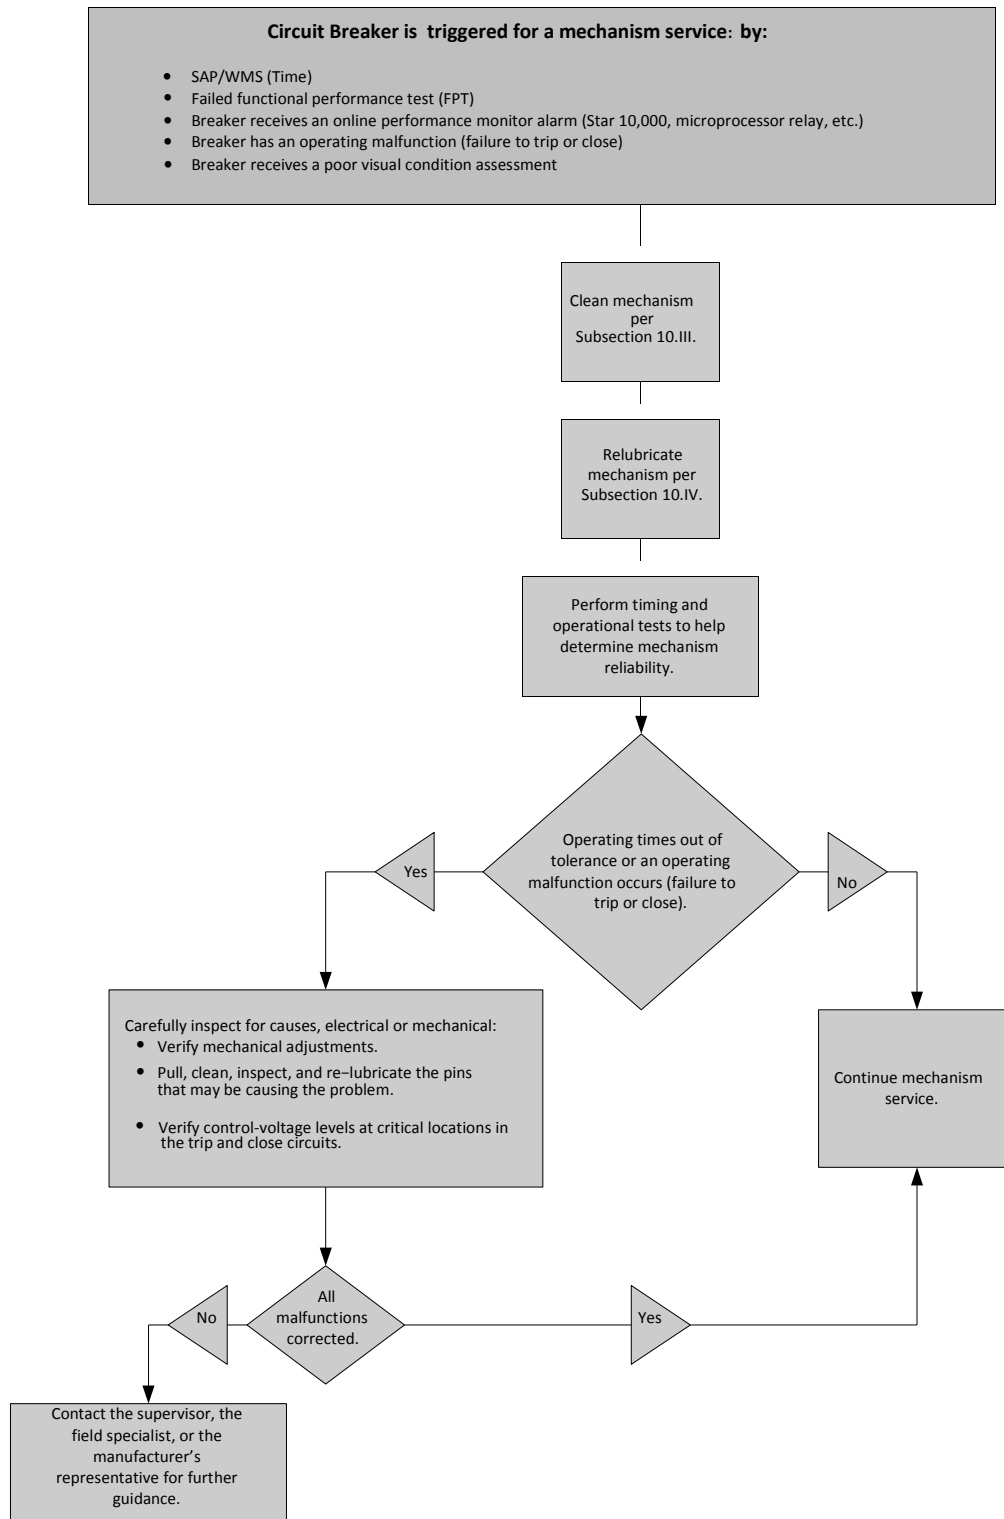 Circuit Breaker is triggered for a mechanism service: by:
• SAP/WMS (Time)
• Failed functional performance test (FPT)
• Breaker receives an online performance monitor alarm (Star 10,000, microprocessor relay, etc.)
• Breaker has an operating malfunction (failure to trip or close)
• Breaker receives a poor visual condition assessment
Clean mechanism
per
Subsection 10.III.
Relubricate
mechanism per
Subsection 10.IV.
Perform timing and
operational tests to help
determine mechanism
reliability.
Operating times out of
tolerance or an operating
malfunction occurs (failure to
trip or close).
Yes
No
Carefully inspect for causes, electrical or mechanical:
• Verify mechanical adjustments.
• Pull, clean, inspect, and re−lubricate the pins
that may be causing the problem.
• Verify control-voltage levels at critical locations in
the trip and close circuits.
Continue mechanism
service.
All
malfunctions
corrected.
No
Yes
Contact the supervisor, the
field specialist, or the
manufacturer’s
representative for further
guidance.